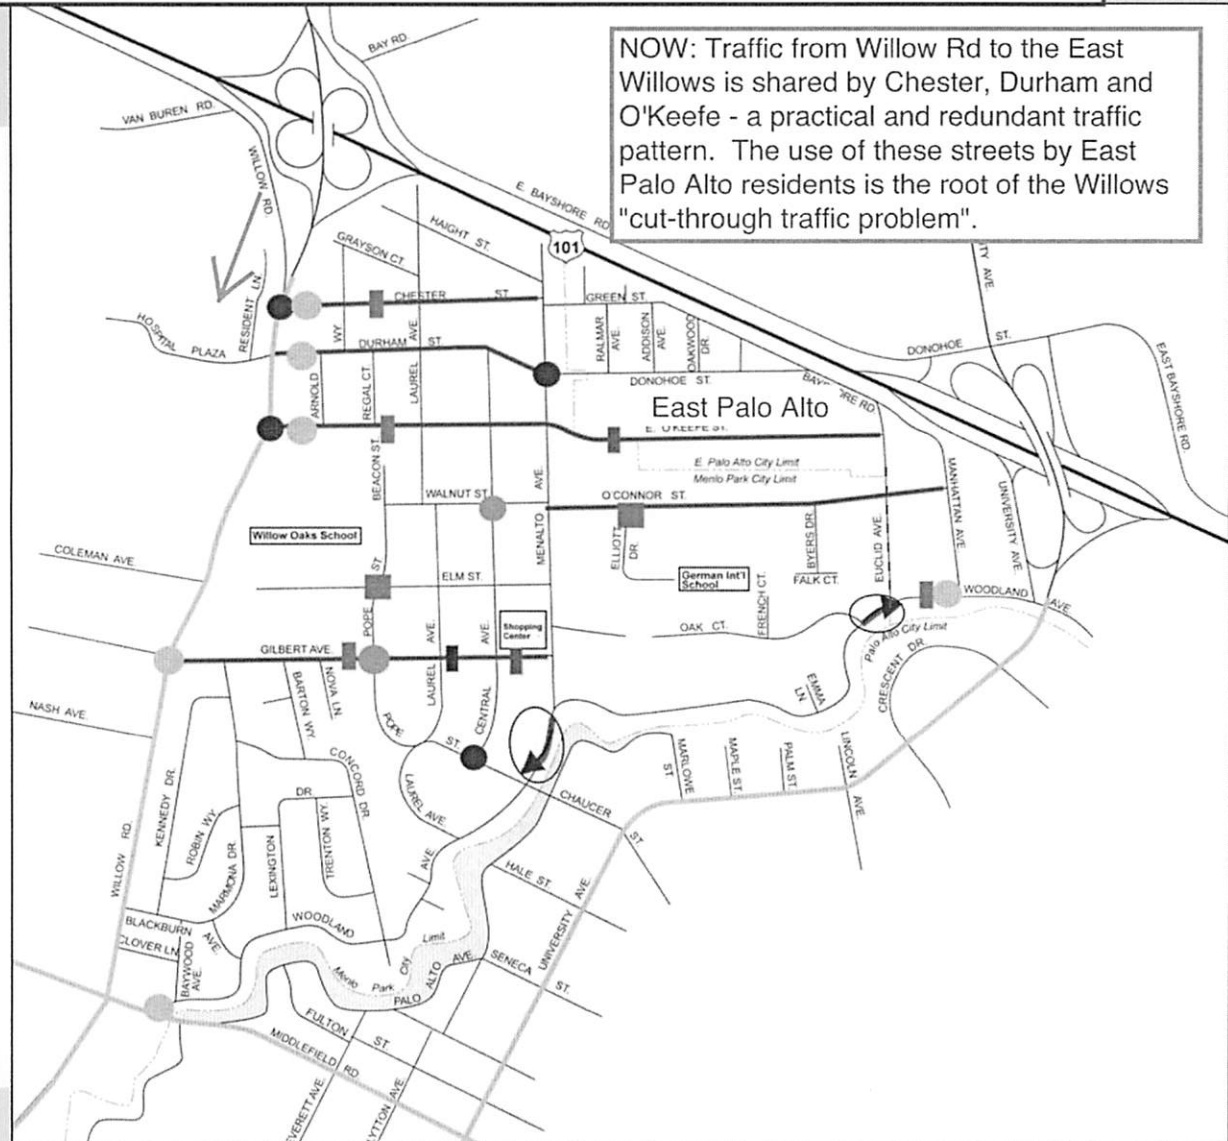 NOW: Traffic from Willow Rd to the East
Willows is shared by Chester, Durham and
O'Keefe - a practical and redundant traffic
pattern. The use of these streets by East
Palo Alto residents is the root of the Willows
"cut-through traffic problem".
BAY RD.
VAN BUREN RD.
WILLOW RD.
E. BAYSHORE RD
HAIGHT ST.
GRAYSON CT.
101
RESIDENT LN
CHESTER ST.
GREEN ST.
HOSPITAL PLAZA
WY
ARNOLD
DURHAM ST.
LAUREL AVE.
REGAL CT.
RALMAR AVE.
ADDISON AVE.
OAKWOOD DR.
DONOHOE ST.
EAST BAYSHORE RD.
DONOHOE ST.
East Palo Alto
E. O'KEEFE ST.
E. Palo Alto City Limit
Menlo Park City Limit
BEACON ST.
WALNUT ST
MENALTO AVE.
O'CONNOR ST.
MANHATTAN AVE.
UNIVERSITY AVE.
Willow Oaks School
ELLIOTT DR.
BYERS DR.
EUCLID AVE.
COLEMAN AVE.
ELM ST.
German Int'l
School
FALK CT.
FRENCH CT.
WOODLAND AVE
POPE ST
LAUREL AVE.
CENTRAL AVE.
Shopping
Center
OAK CT.
Palo Alto City Limit
GILBERT AVE.
CRESCENT DR.
NASH AVE.
BARTON WY.
NOVA LN.
EMMA LN
POPE ST.
CONCORD DR.
MARLOWE ST.
MAPLE ST.
PALM ST.
LINCOLN AVE.
KENNEDY DR.
ROBIN WY.
DR.
TRENTON WY.
LAUREL AVE.
CHAUCER ST.
WILLOW RD.
MARMONA DR.
LEXINGTON
AVE.
HALE ST.
UNIVERSITY AVE.
BLACKBURN AVE.
CLOVER LN
WOODLAND
BAYWOOD AVE.
Menlo Park City Limit
PALO ALTO AVE.
SENECA ST.
FULTON ST.
MIDDLEFIELD RD